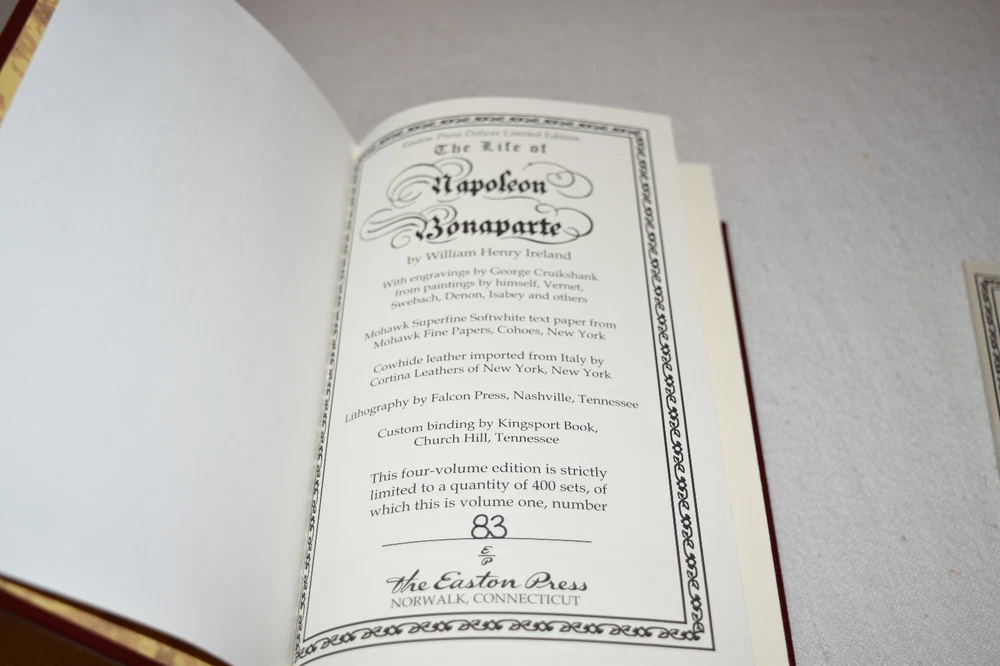 Easton Press Deluxe Limited Edition
The Life of
Napoleon
Bonaparte
by William Henry Ireland
With engravings by George Cruikshank
from paintings by himself, Vernet,
Swebach, Denon, Isabey and others
Mohawk Superfine Softwhite text paper from
Mohawk Fine Papers, Cohoes, New York
Cowhide leather imported from Italy by
Cortina Leathers of New York, New York
Lithography by Falcon Press, Nashville, Tennessee
Custom binding by Kingsport Book,
Church Hill, Tennessee
This four-volume edition is strictly
limited to a quantity of 400 sets, of
which this is volume one, number
83
E
P
the Easton Press
NORWALK, CONNECTICUT